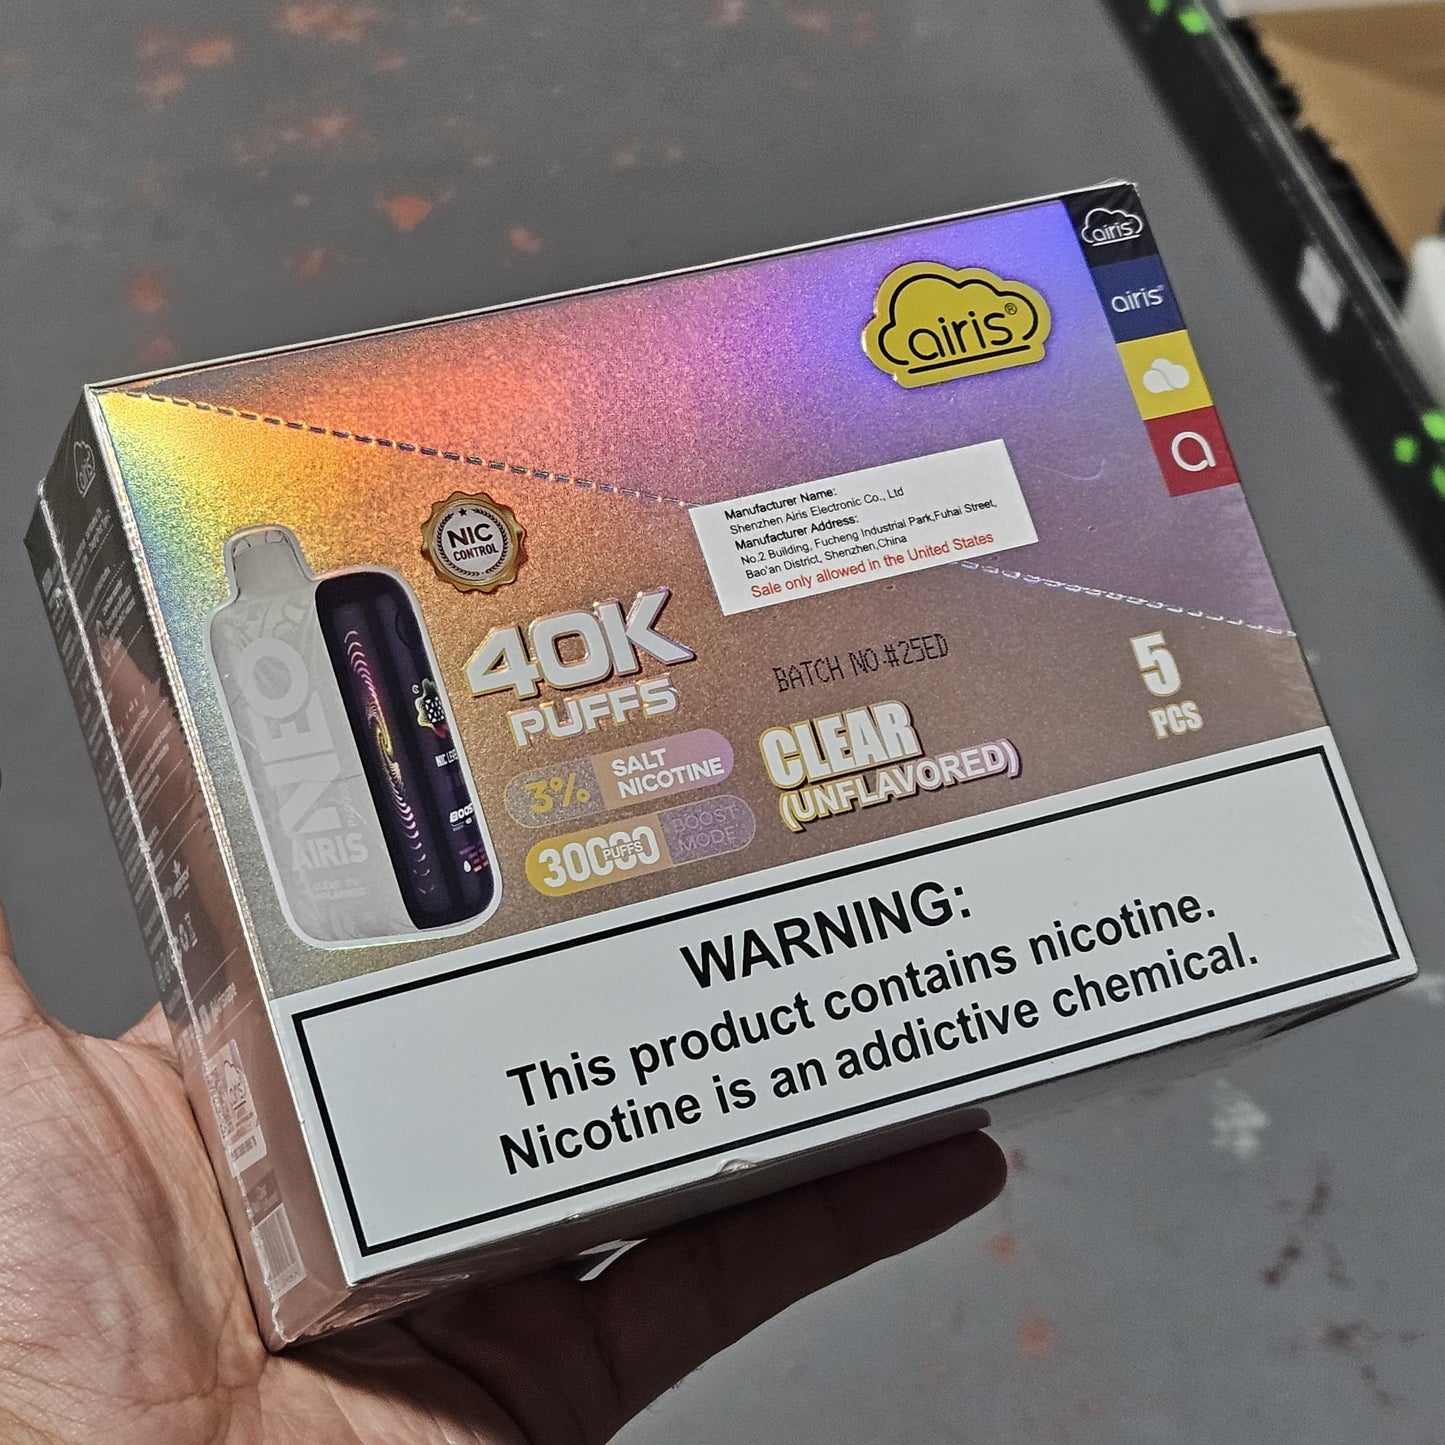 airis
airis®
airis®
a
Manufacturer Name:
Shenzhen Airis Electronic Co., Ltd
Manufacturer Address:
No.2 Building, Fucheng Industrial Park,Fuhai Street,
Bao'an District, Shenzhen,China
Sale only allowed in the United States
NIC
CONTROL
40K
PUFFS
BATCH NO.#25ED
5
PCS
3%
SALT
NICOTINE
30000
PUFFS
BOOST
MODE
CLEAR
(UNFLAVORED)
NEO
AIRIS
airis
WARNING:
This product contains nicotine.
Nicotine is an addictive chemical.